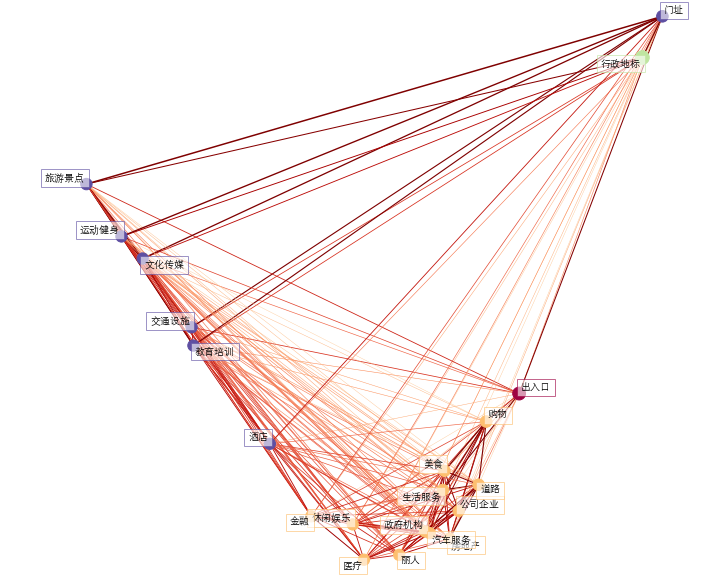 门址
行政地标
旅游景点
运动健身
文化传媒
交通设施
教育培训
出入口
购物
酒店
美食
道路
生活服务
公司企业
金融
休闲娱乐
政府机构
汽车服务
房地产
医疗
丽人